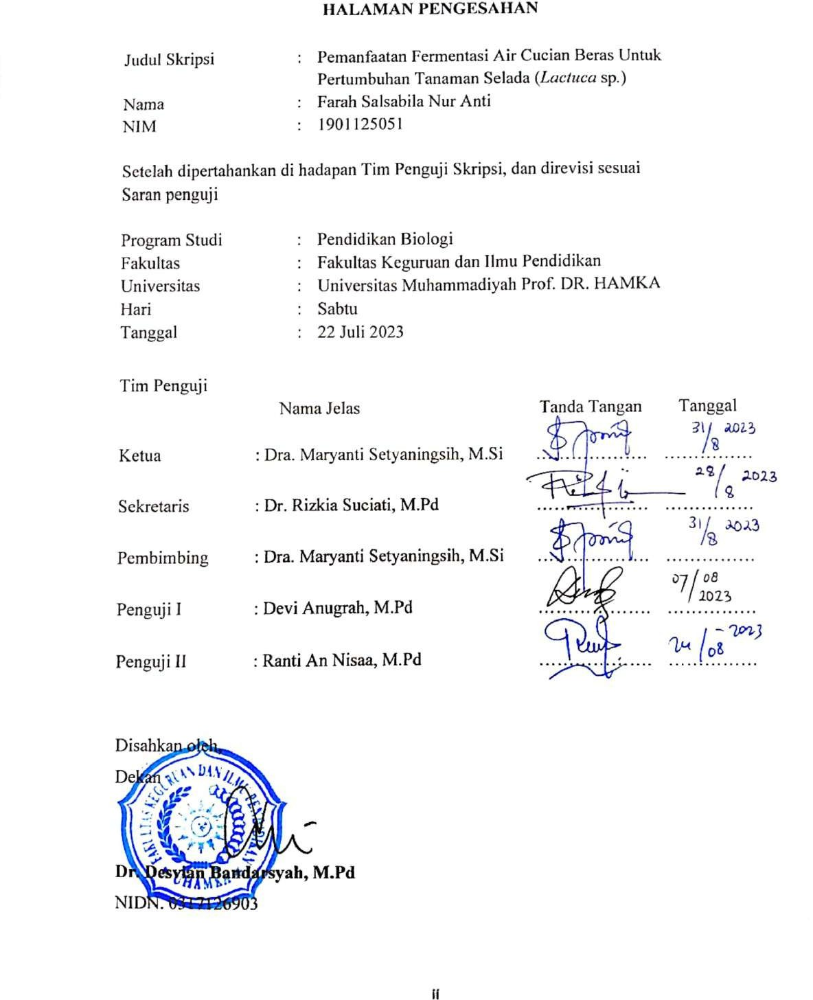 HALAMAN PENGESAHAN
Judul Skripsi : Pemanfaatan Fermentasi Air Cucian Beras Untuk
Pertumbuhan Tanaman Selada (Lactuca sp.)
Nama : Farah Salsabila Nur Anti
NIM : 1901125051
Setelah dipertahankan di hadapan Tim Penguji Skripsi, dan direvisi sesuai
Saran penguji
Program Studi : Pendidikan Biologi
Fakultas : Fakultas Keguruan dan Ilmu Pendidikan
Universitas : Universitas Muhammadiyah Prof. DR. HAMKA
Hari : Sabtu
Tanggal : 22 Juli 2023
Tim Penguji
Nama Jelas Tanda Tangan Tanggal
Ketua : Dra. Maryanti Setyaningsih, M.Si .................. 31/8 2023
Sekretaris : Dr. Rizkia Suciati, M.Pd .................. 28/8 2023
Pembimbing : Dra. Maryanti Setyaningsih, M.Si .................. 31/8 2023
Penguji I : Devi Anugrah, M.Pd .................. 07/08 2023
Penguji II : Ranti An Nisaa, M.Pd .................. 24/08-2023
Disahkan oleh,
Dekan
FAKULTAS KEGURUAN DAN ILMU PENDIDIKAN
UHAMKA
Dr. Desvian Bandarsyah, M.Pd
NIDN. 0317126903
ii